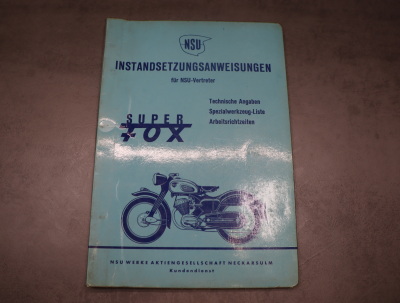 NSU
INSTANDSETZUNGSANWEISUNGEN
für NSU-Vertreter
Technische Angaben
Spezialwerkzeug-Liste
Arbeitsrichtzeiten
SUPER
FOX
NSU WERKE AKTIENGESELLSCHAFT NECKARSULM
Kundendienst